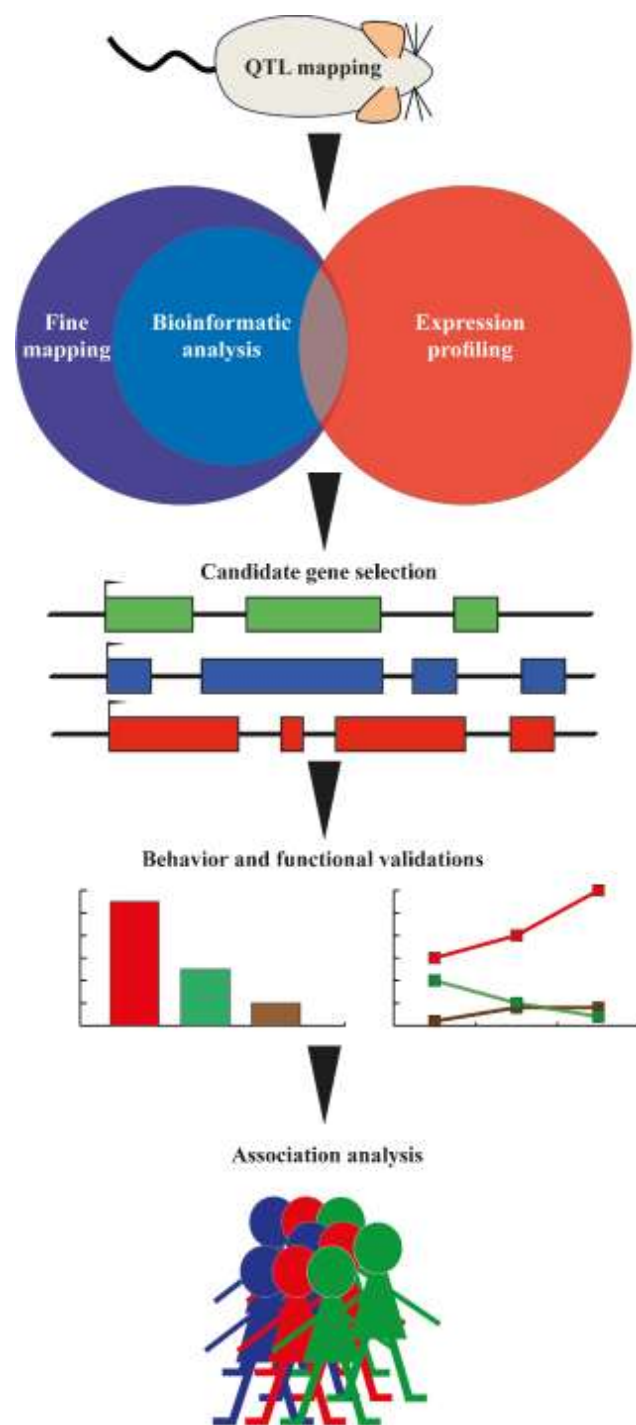 QTL mapping
Fine
mapping
Bioinformatic
analysis
Expression
profiling
Candidate gene selection
Behavior and functional validations
Association analysis